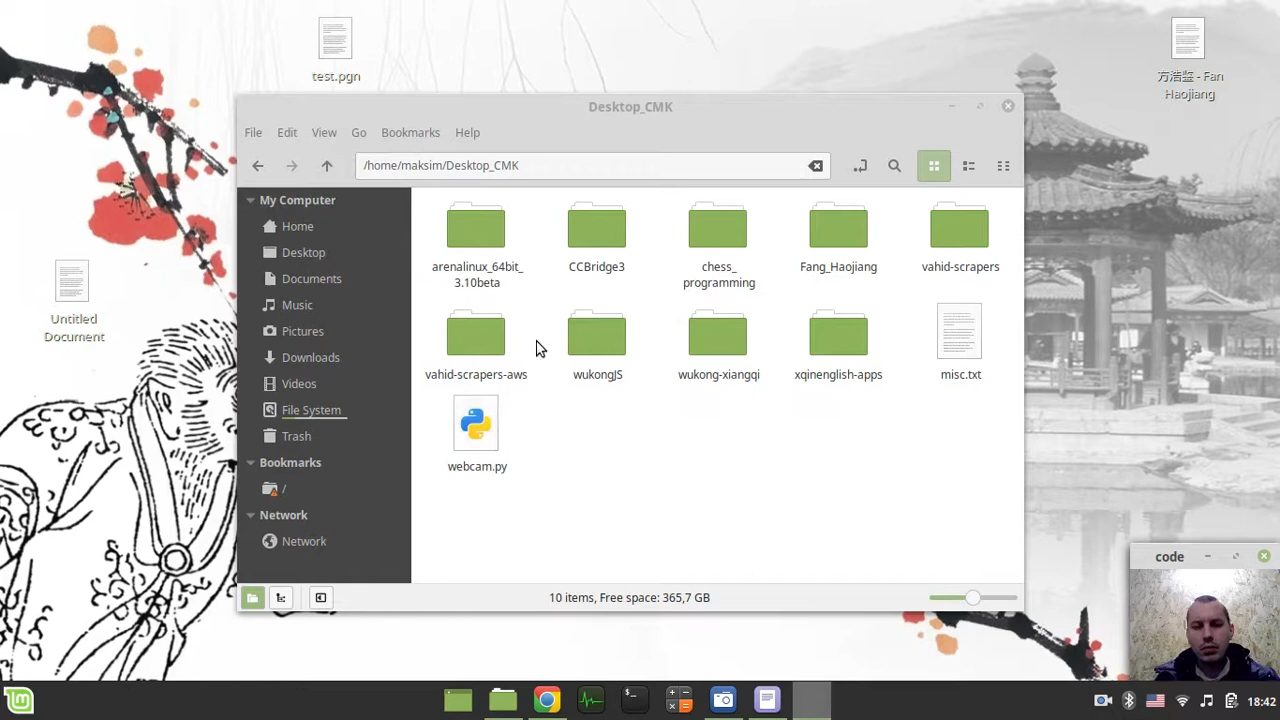 test.pgn
方浩鉴 - Fan
Haojiang
Untitled
Document
Desktop_CMK
File Edit View Go Bookmarks Help
/home/maksim/Desktop_CMK
My Computer
Home
Desktop
Documents
Music
Pictures
Downloads
Videos
File System
Trash
Bookmarks
/
Network
Network
arenalinux_64bit_
3.10beta
CCBridge3
chess_
programming
Fang_Haojiang
vahid-scrapers
vahid-scrapers-aws
wukongJS
wukong-xiangqi
xqinenglish-apps
misc.txt
webcam.py
10 items, Free space: 365,7 GB
code
18:42